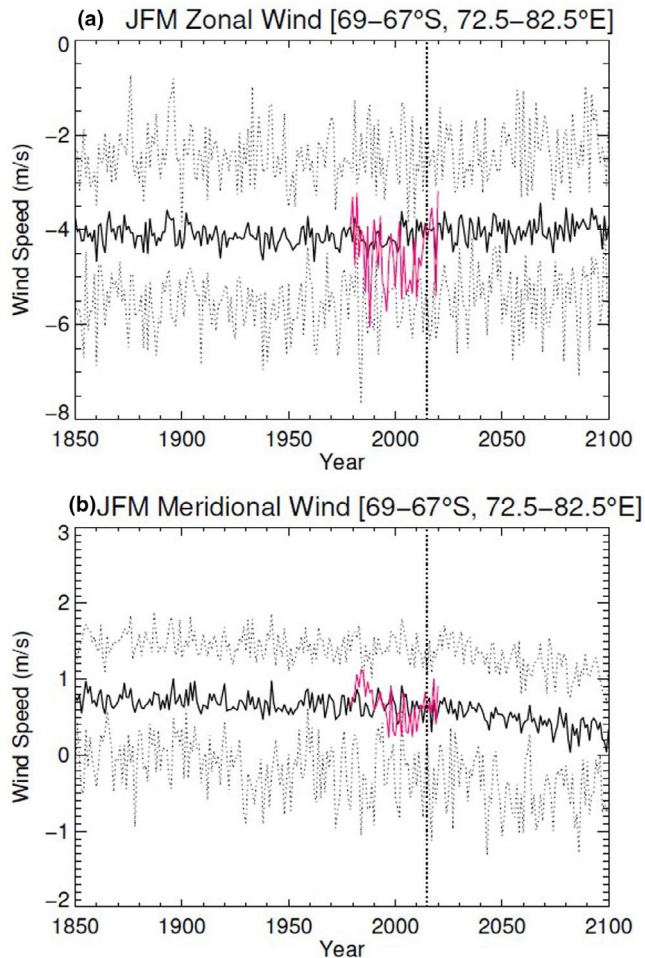 (a) JFM Zonal Wind [69−67°S, 72.5−82.5°E]
0
−2
−4
−6
−8
Wind Speed (m/s)
1850 1900 1950 2000 2050 2100
Year
(b) JFM Meridional Wind [69−67°S, 72.5−82.5°E]
3
2
1
0
−1
−2
Wind Speed (m/s)
1850 1900 1950 2000 2050 2100
Year